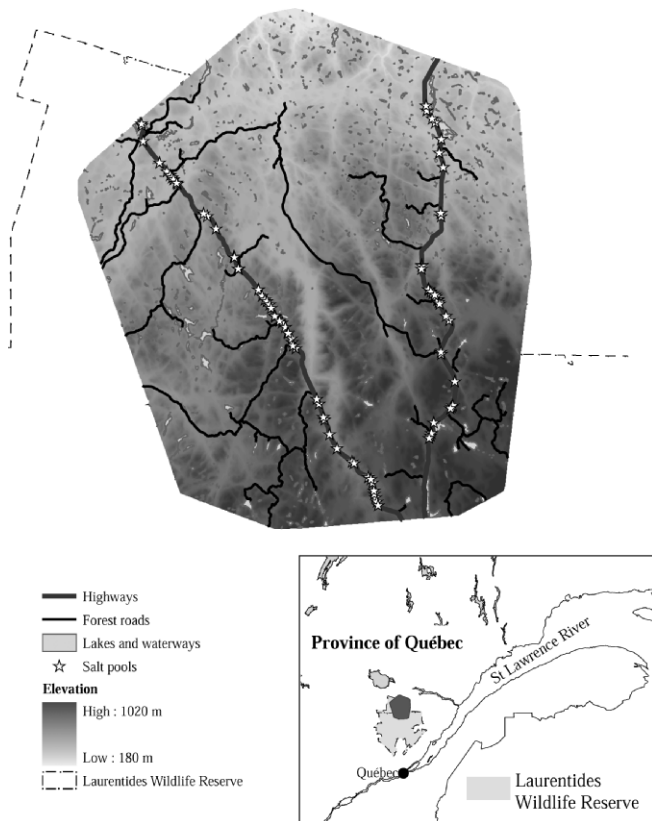 Highways
Forest roads
Lakes and waterways
Salt pools
Elevation
High : 1020 m
Low : 180 m
Laurentides Wildlife Reserve
Province of Québec
St Lawrence River
Québec
Laurentides
Wildlife Reserve